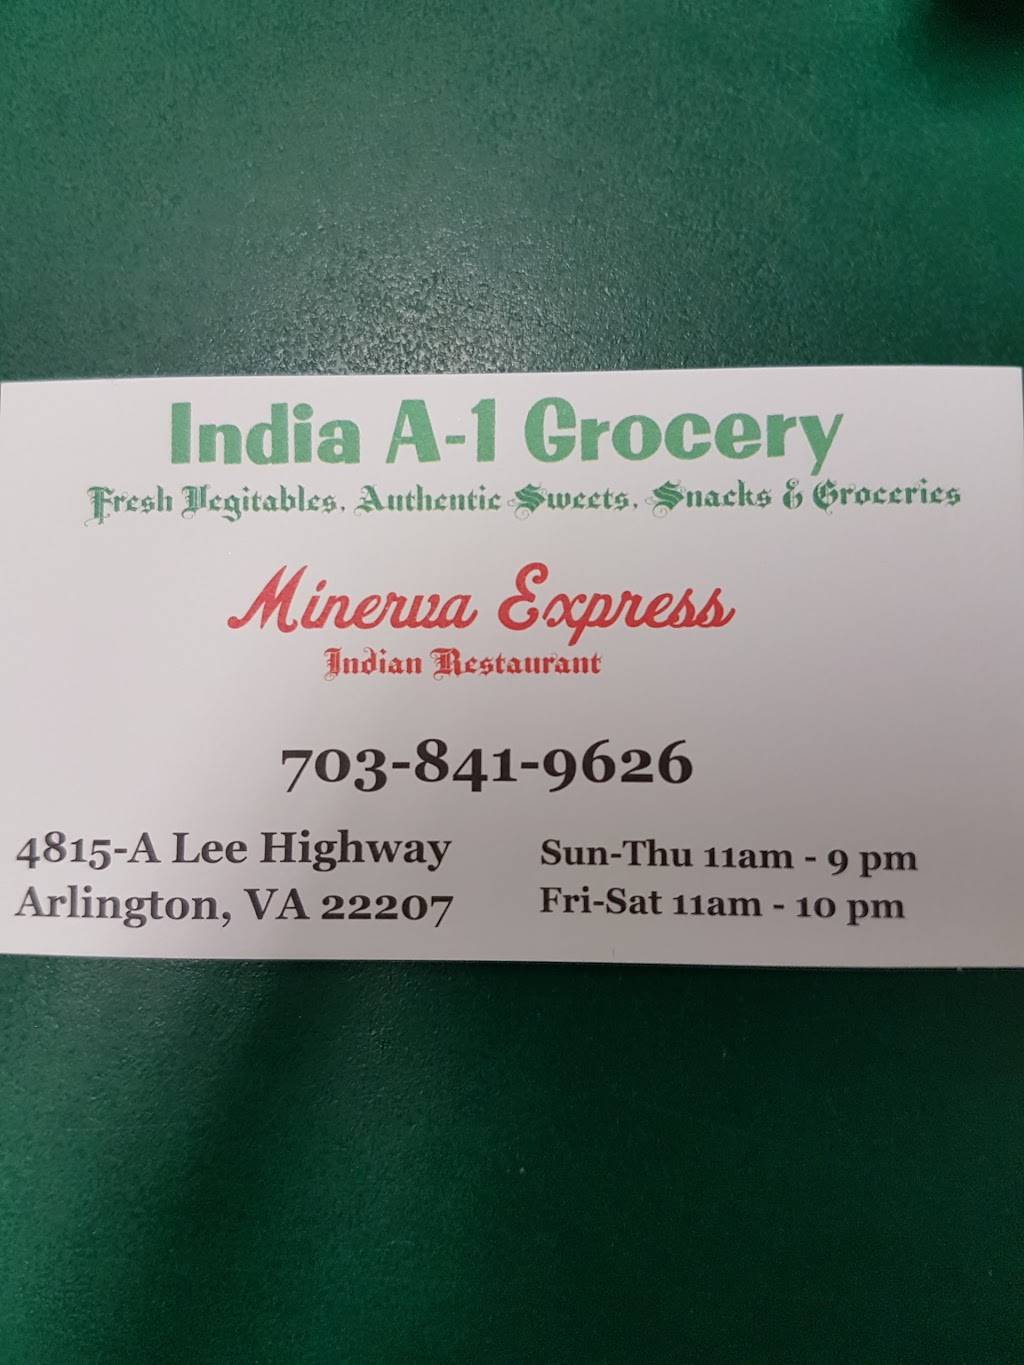 India A-1 Grocery
Fresh Vegitables, Authentic Sweets, Snacks & Groceries
Minerva Express
Indian Restaurant
703-841-9626
4815-A Lee Highway
Arlington, VA 22207
Sun-Thu 11am - 9 pm
Fri-Sat 11am - 10 pm